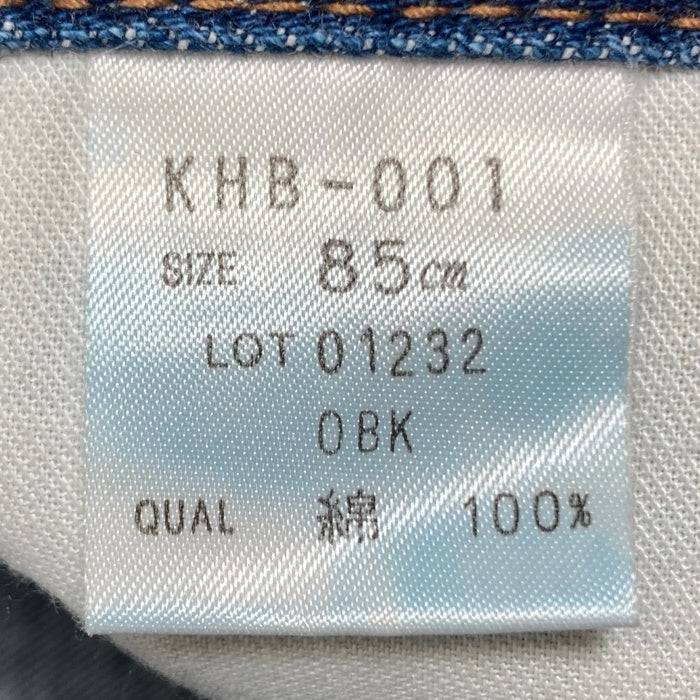 KHB-001
SIZE 85cm
LOT 01232
0BK
QUAL 綿 100%